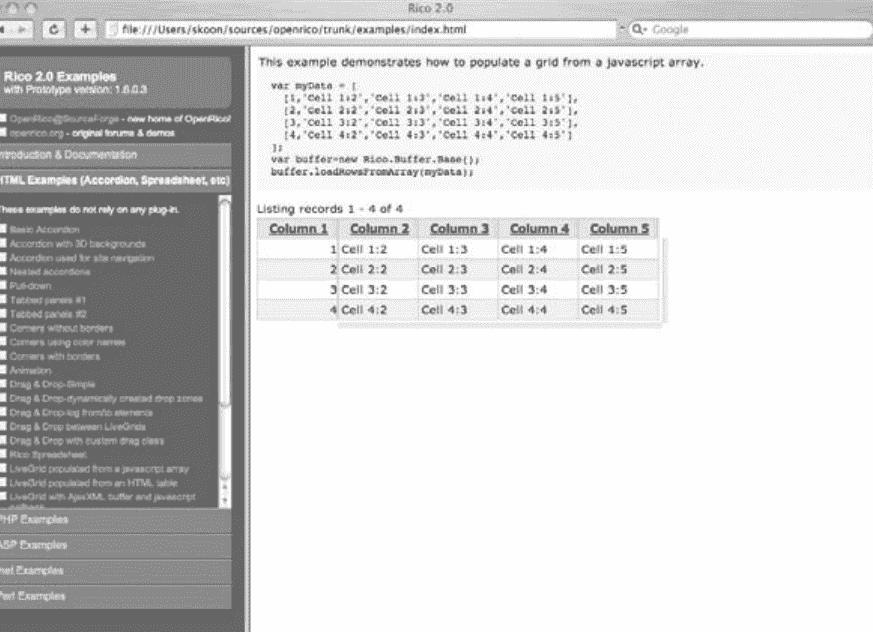 Rico 2.0
file:///Users/skoon/sources/openrico/trunk/examples/index.html
Google
Rico 2.0 Examples
with Prototype version: 1.6.0.3
OpenRico@SourceForge - new home of OpenRico!
openrico.org - original forums & demos
ntroduction & Documentation
HTML Examples (Accordion, Spreadsheet, etc)
These examples do not rely on any plug-in.
Basic Accordion
Accordion with 3D backgrounds
Accordion used for site navigation
Nested accordions
Pull-down
Tabbed panels #1
Tabbed panels #2
Corners without borders
Corners using color names
Corners with borders
Animation
Drag & Drop-Simple
Drag & Drop-dynamically created drop zones
Drag & Drop-log from/to elements
Drag & Drop between LiveGrids
Drag & Drop with custom drag class
Rico Spreadsheet
LiveGrid populated from a javascript array
LiveGrid populated from an HTML table
LiveGrid with AjaxXML buffer and javascript
PHP Examples
ASP Examples
net Examples
Perl Examples
This example demonstrates how to populate a grid from a javascript array.
var myData = [
[1,'Cell 1:2','Cell 1:3','Cell 1:4','Cell 1:5'],
[2,'Cell 2:2','Cell 2:3','Cell 2:4','Cell 2:5'],
[3,'Cell 3:2','Cell 3:3','Cell 3:4','Cell 3:5'],
[4,'Cell 4:2','Cell 4:3','Cell 4:4','Cell 4:5']
];
var buffer=new Rico.Buffer.Base();
buffer.loadRowsFromArray(myData);
Listing records 1 - 4 of 4
Column 1 Column 2 Column 3 Column 4 Column 5
1 Cell 1:2 Cell 1:3 Cell 1:4 Cell 1:5
2 Cell 2:2 Cell 2:3 Cell 2:4 Cell 2:5
3 Cell 3:2 Cell 3:3 Cell 3:4 Cell 3:5
4 Cell 4:2 Cell 4:3 Cell 4:4 Cell 4:5